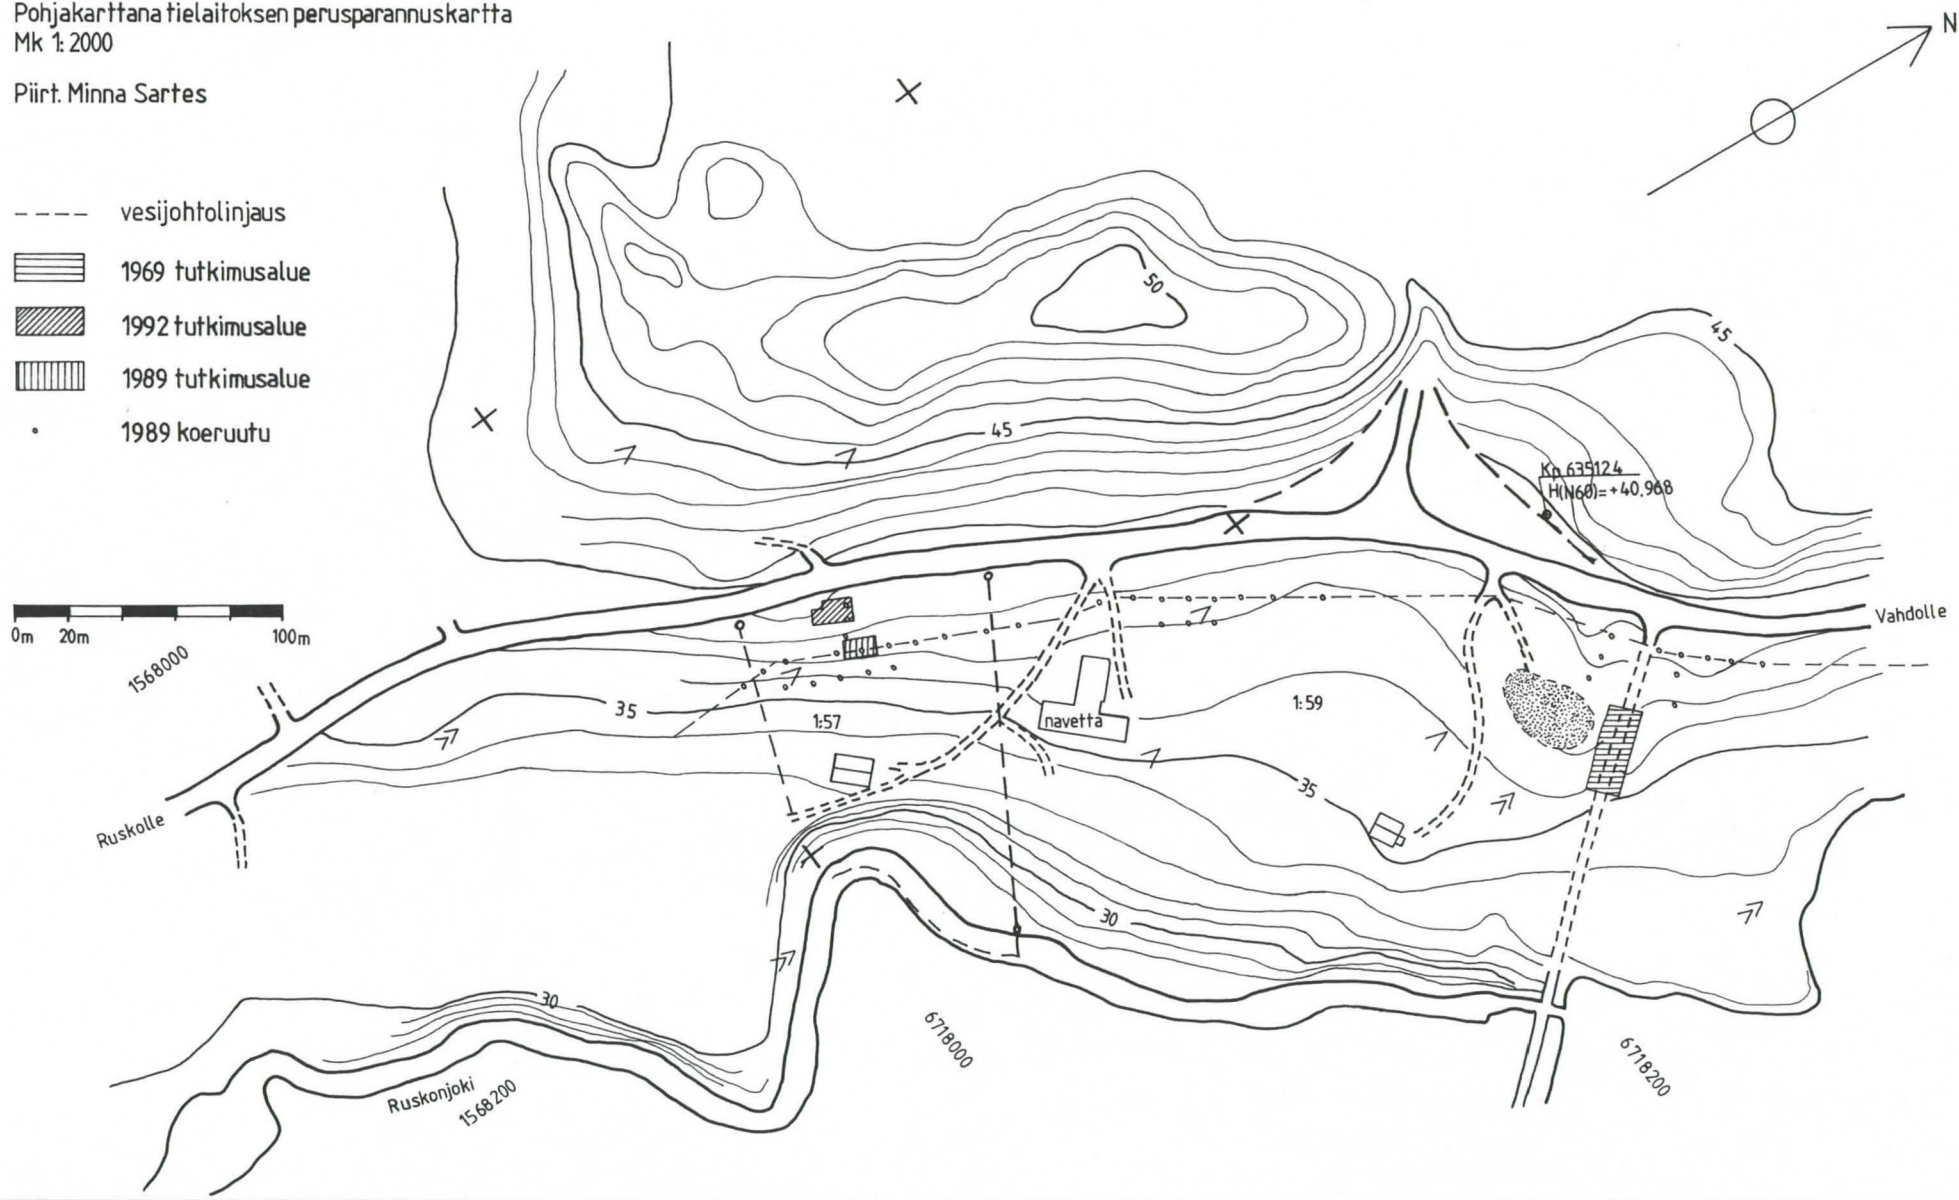 Pohjakarttana tielaitoksen perusparannuskartta
Mk 1:2000
Piirt. Minna Sartes
N
vesijohtolinjaus
1969 tutkimusalue
1992 tutkimusalue
1989 tutkimusalue
1989 koeruutu
50
45
45
Kp 635124
H(N60)=+40,968
0m 20m 100m
1568000
Vahdolle
35
1:57
navetta
1:59
35
Ruskolle
30
30
Ruskonjoki
1568200
6718000
6718200